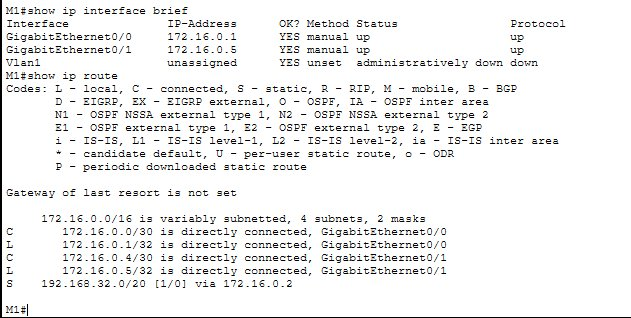 M1#show ip interface brief
Interface IP-Address OK? Method Status Protocol
GigabitEthernet0/0 172.16.0.1 YES manual up up
GigabitEthernet0/1 172.16.0.5 YES manual up up
Vlan1 unassigned YES unset administratively down down
M1#show ip route
Codes: L - local, C - connected, S - static, R - RIP, M - mobile, B - BGP
D - EIGRP, EX - EIGRP external, O - OSPF, IA - OSPF inter area
N1 - OSPF NSSA external type 1, N2 - OSPF NSSA external type 2
E1 - OSPF external type 1, E2 - OSPF external type 2, E - EGP
i - IS-IS, L1 - IS-IS level-1, L2 - IS-IS level-2, ia - IS-IS inter area
* - candidate default, U - per-user static route, o - ODR
P - periodic downloaded static route
Gateway of last resort is not set
172.16.0.0/16 is variably subnetted, 4 subnets, 2 masks
C 172.16.0.0/30 is directly connected, GigabitEthernet0/0
L 172.16.0.1/32 is directly connected, GigabitEthernet0/0
C 172.16.0.4/30 is directly connected, GigabitEthernet0/1
L 172.16.0.5/32 is directly connected, GigabitEthernet0/1
S 192.168.32.0/20 [1/0] via 172.16.0.2
M1#